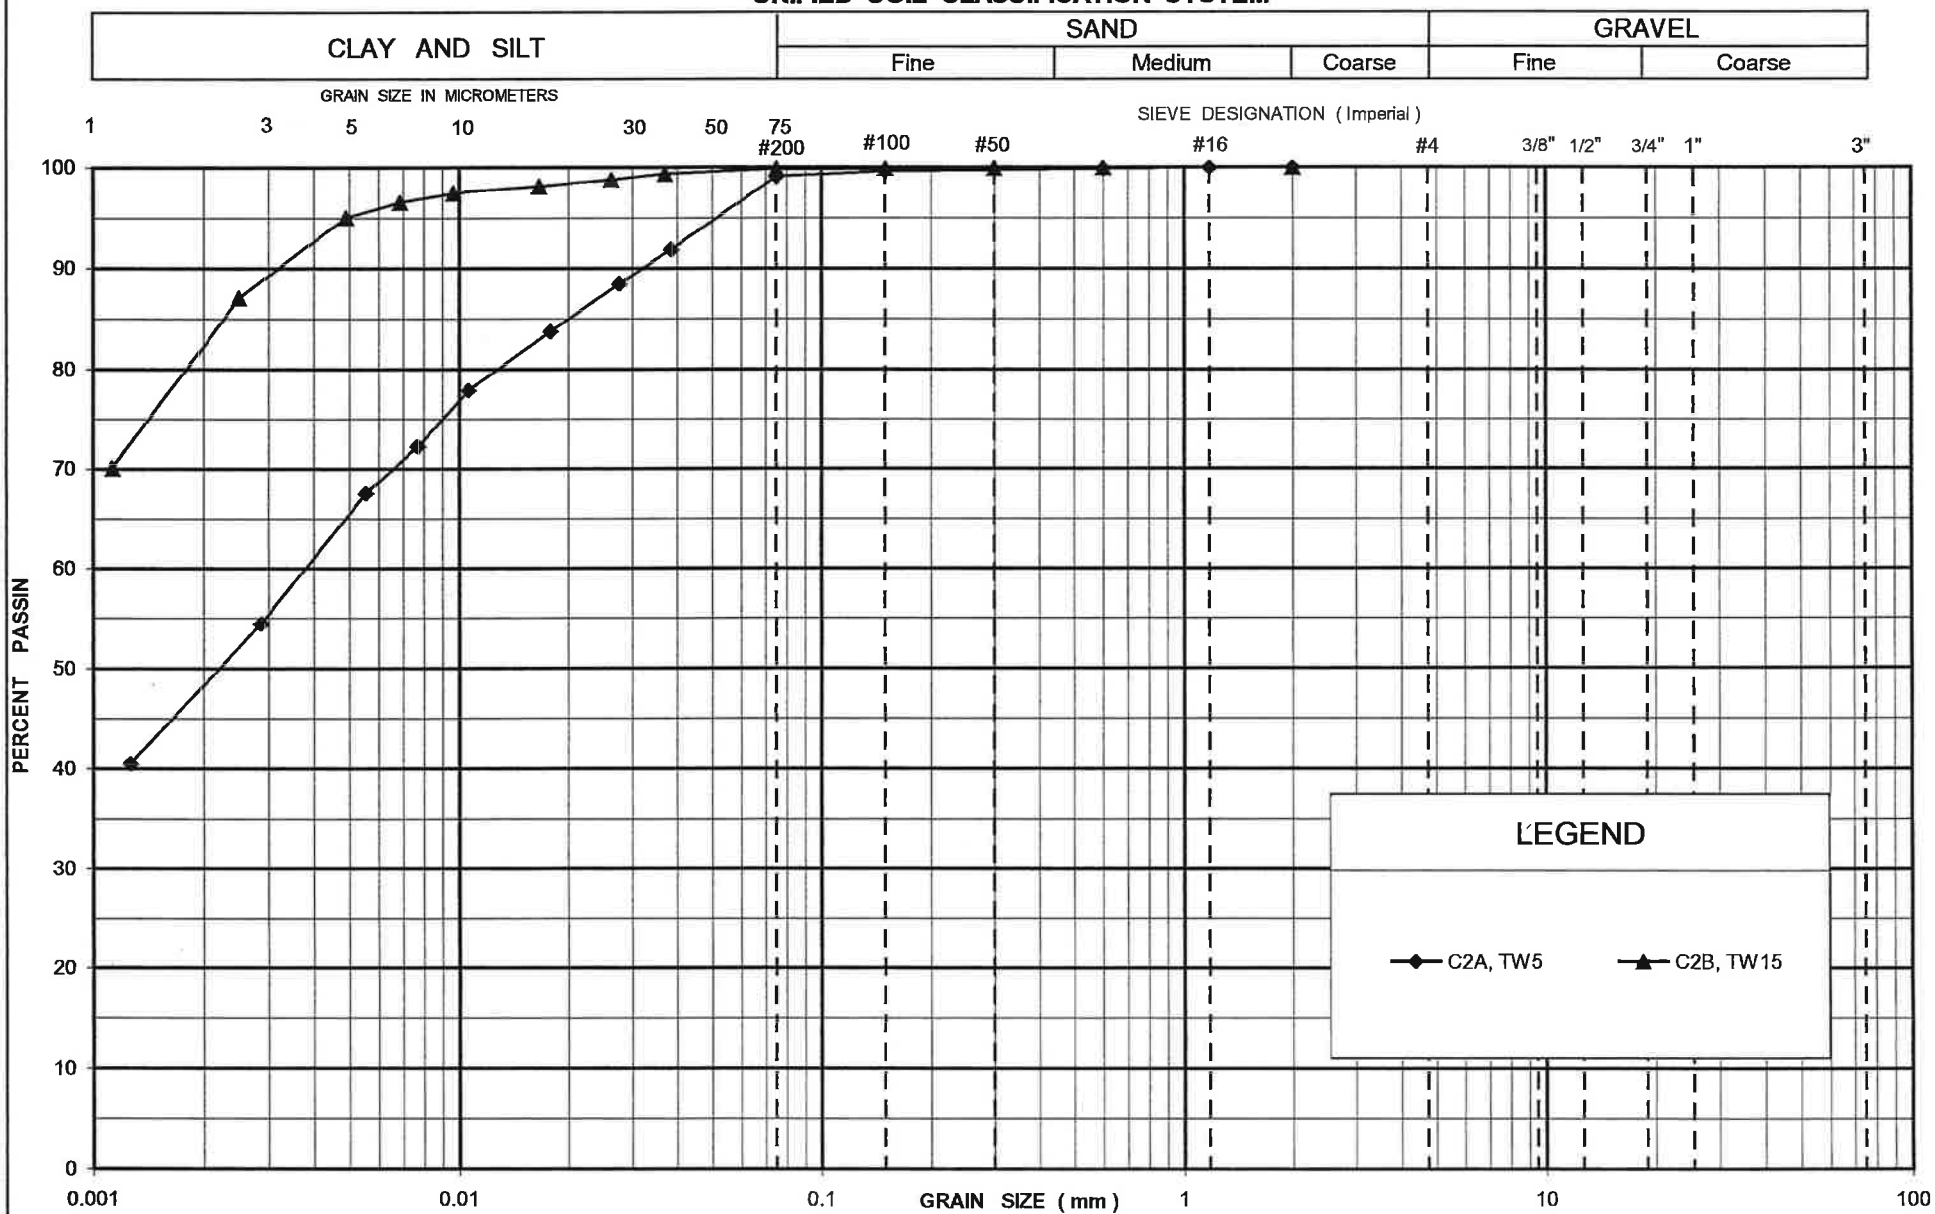 CLAY AND SILT
SAND
GRAVEL
Fine
Medium
Coarse
Fine
Coarse
GRAIN SIZE IN MICROMETERS
SIEVE DESIGNATION ( Imperial )
1 3 5 10 30 50 75
#200 #100 #50 #16 #4 3/8" 1/2" 3/4" 1" 3"
100
90
80
70
60
50
40
30
20
10
0
PERCENT PASSIN
LEGEND
C2A, TW5
C2B, TW15
0.001 0.01 0.1 1 10 100
GRAIN SIZE ( mm )